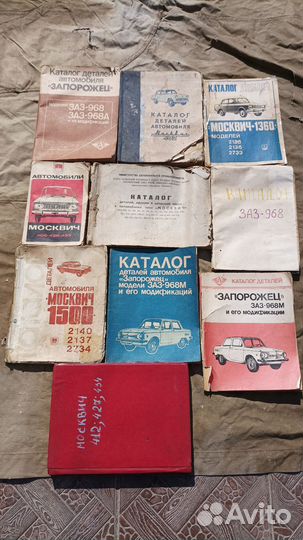 Каталог деталей
автомобиля
«ЗАПОРОЖЕЦ»
ЗАЗ-968
ЗАЗ-968А
и их модификации
КАТАЛОГ
ДЕТАЛЕЙ
АВТОМОБИЛЯ
Москвич
КАТАЛОГ
«МОСКВИЧ-1360»
МОДЕЛЕЙ
2136
2733
АВТОМОБИЛИ
МОСКВИЧ
КАТАЛОГ
КАТАЛОГ
ЗАЗ-968
ДЕТАЛЕЙ
АВТОМОБИЛЯ
«МОСКВИЧ
1500
2140
2137
2734
КАТАЛОГ
деталей автомобиля
«Запорожец»
модели ЗАЗ-968М
и его модификаций
КАТАЛОГ ДЕТАЛЕЙ
"ЗАПОРОЖЕЦ"
ЗАЗ-968М
И ЕГО МОДИФИКАЦИИ
МОСКВИЧ
412; 427; 434
Avito